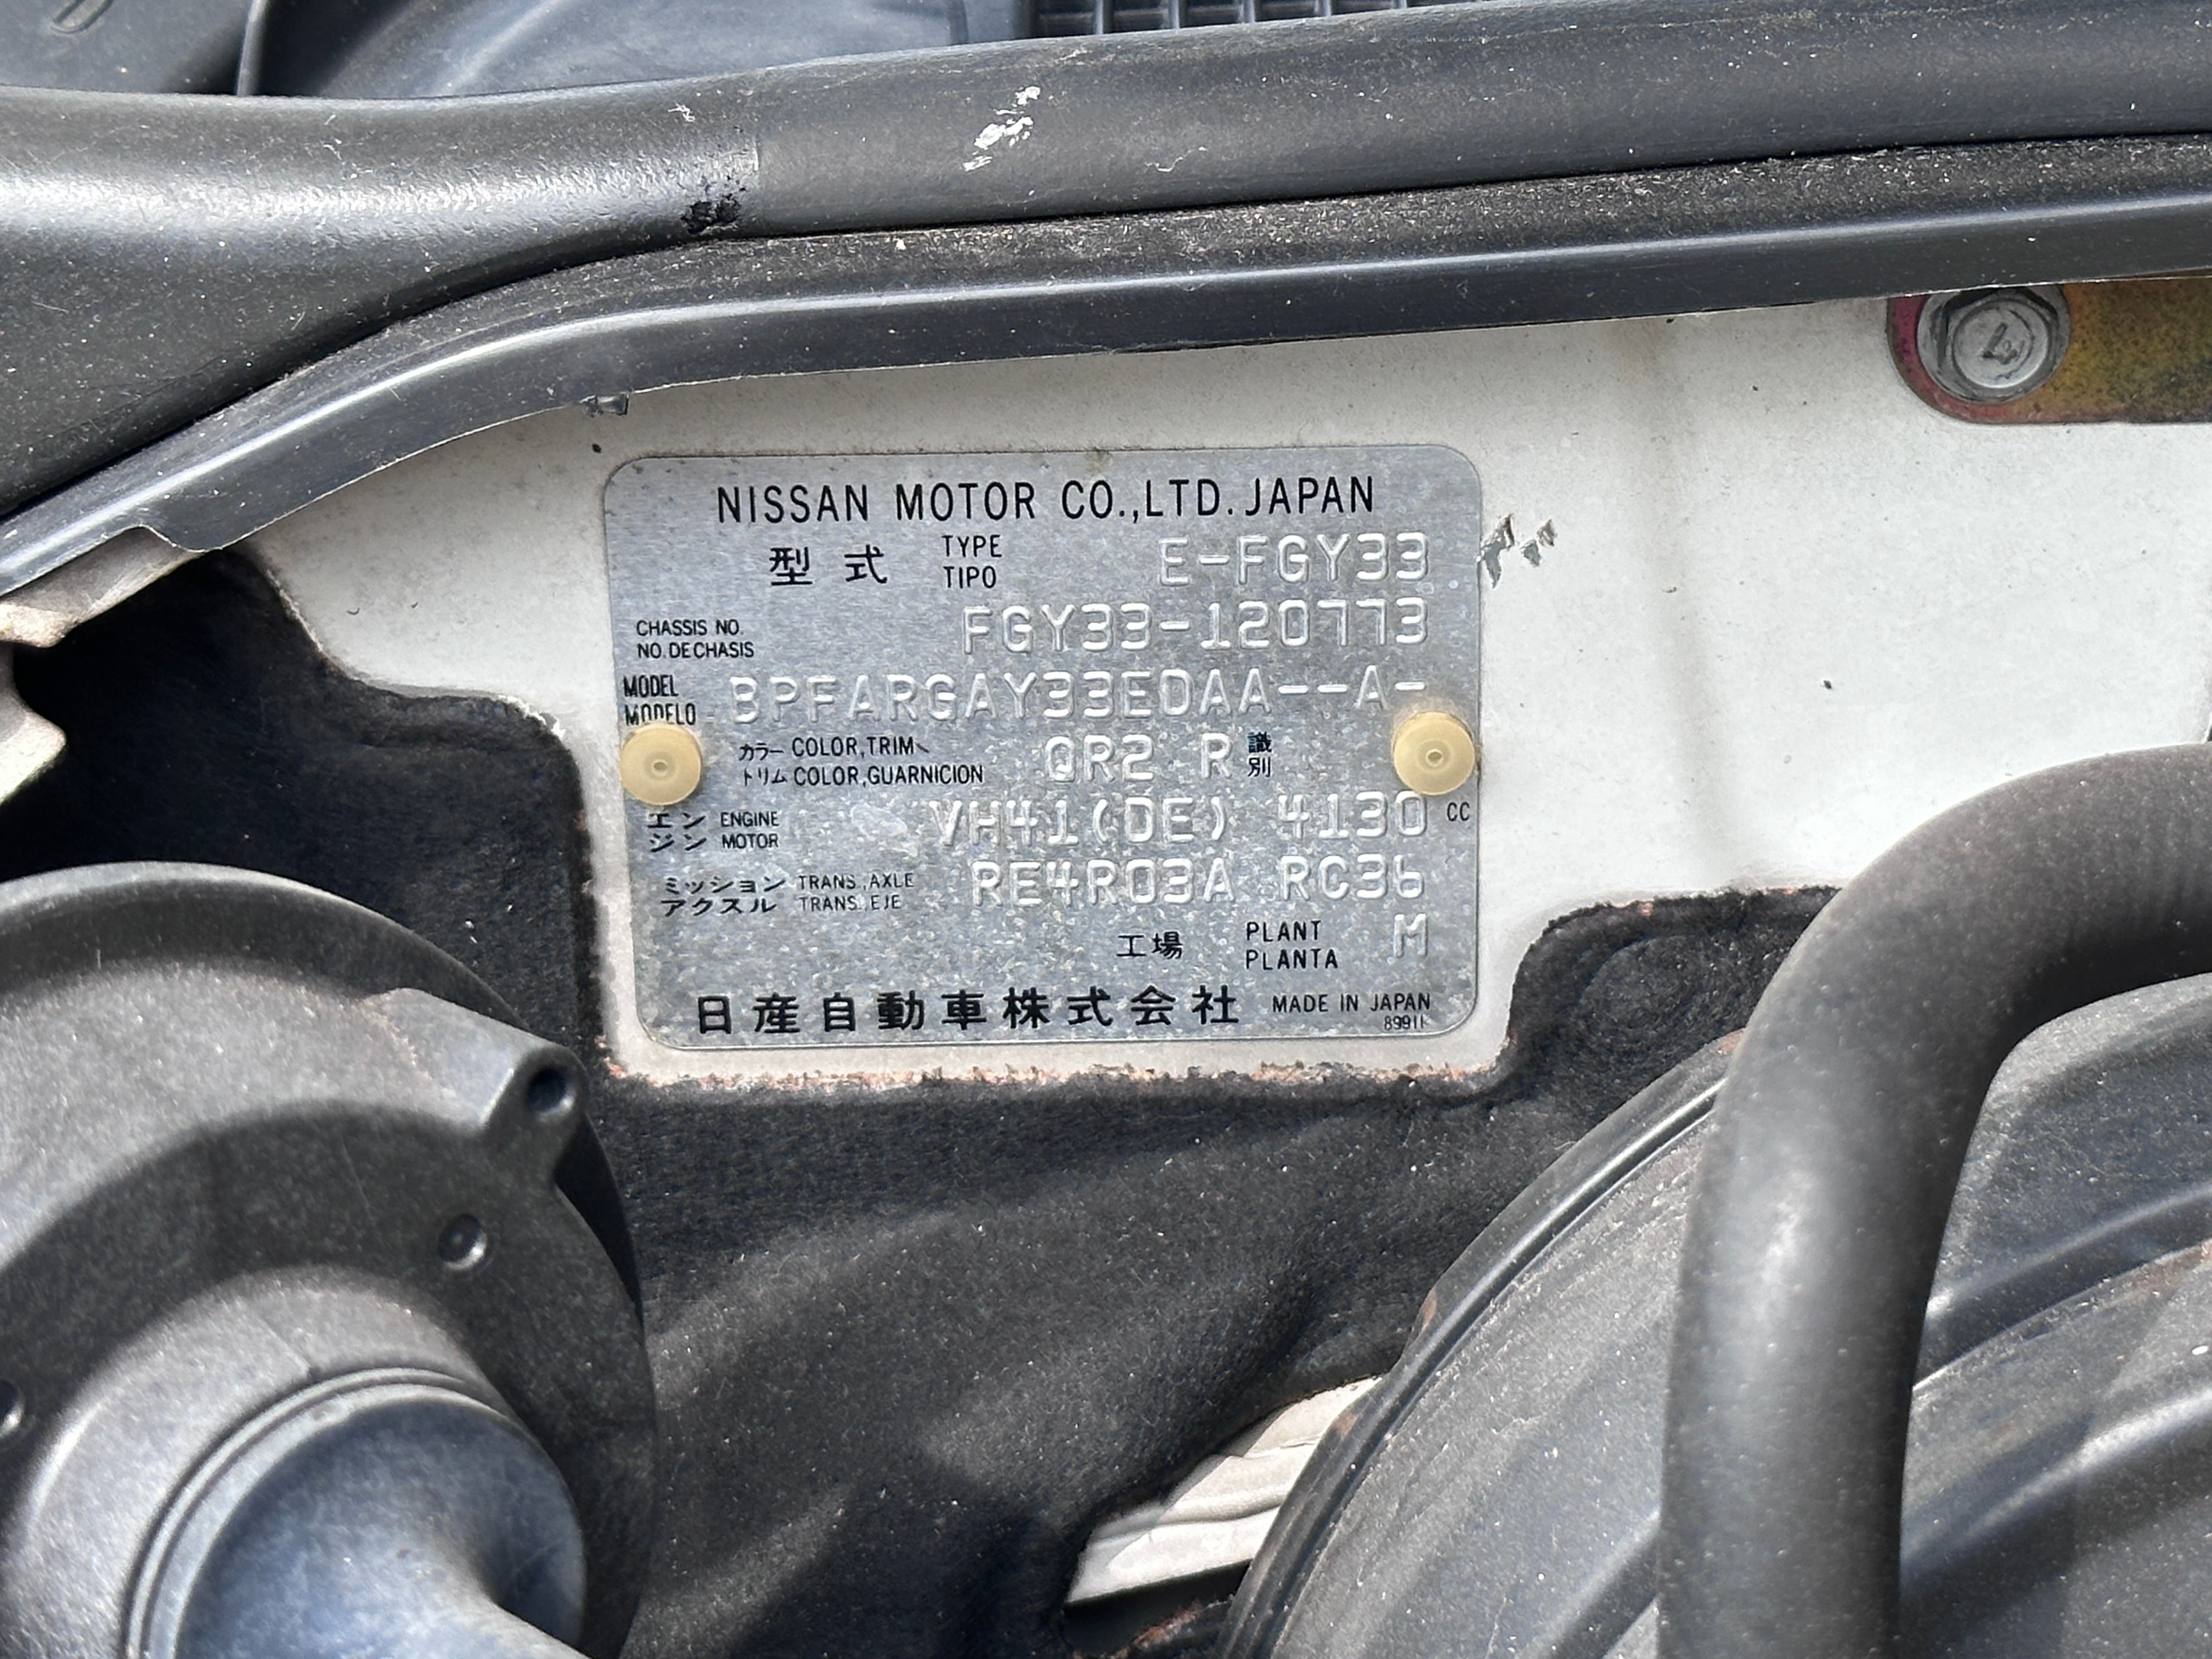 NISSAN MOTOR CO.,LTD. JAPAN
型式 TYPE TIPO E-FGY33
CHASSIS NO. NO. DE CHASIS FGY33-120773
MODEL MODELO BPFARGAY33EDAA--A-
カラー COLOR,TRIM トリム COLOR,GUARNICION QR2 R 識別
エンジン ENGINE MOTOR VH41(DE) 4130 CC
ミッション TRANS.,AXLE アクスル TRANS.,EJE RE4R03A RC36
工場 PLANT PLANTA M
日産自動車株式会社 MADE IN JAPAN